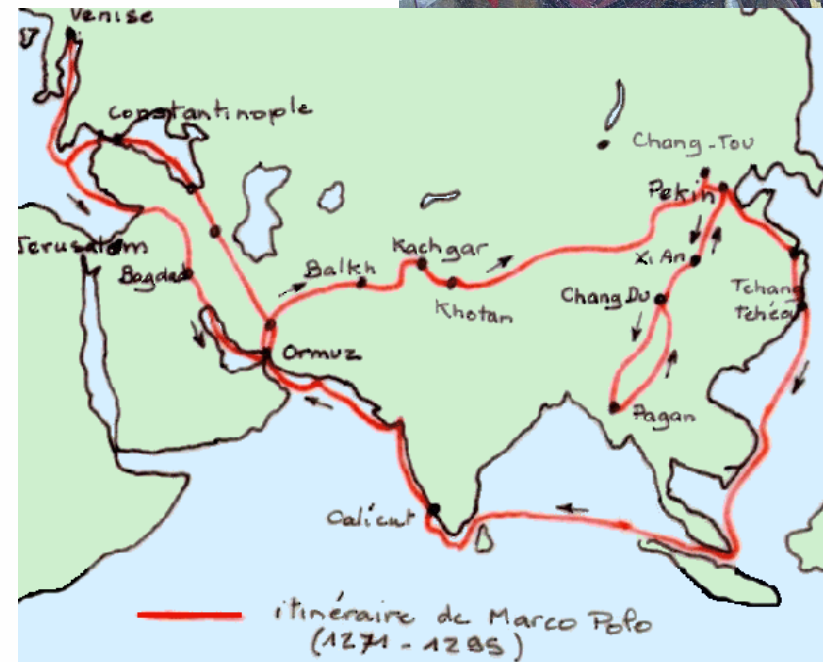 Venise
Constantinople
Chang-Tou
Pekin
Jerusalem
Kachgar
Xi An
Bagdad
Balkh
Khotan
Chang Du
Tchang
Tchéou
Ormuz
Pagan
Calicut
itinéraire de Marco Polo
(1271 - 1295)